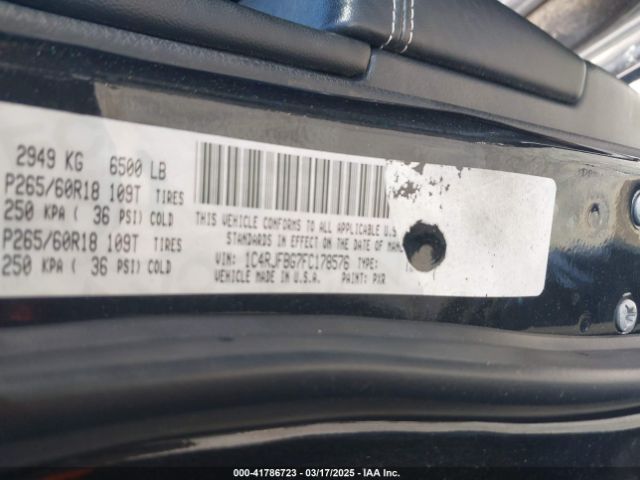 2949 KG 6500 LB
P265/60R18 109T TIRES
250 KPA ( 36 PSI) COLD
P265/60R18 109T TIRES
250 KPA ( 36 PSI) COLD
THIS VEHICLE CONFORMS TO ALL APPLICABLE U.S
STANDARDS IN EFFECT ON THE DATE OF MA
VIN: 1C4RJFBG7FC178576 TYPE:
VEHICLE MADE IN U.S.A. PAINT: PXR
000-41786723 — 03/17/2025 — IAA Inc.